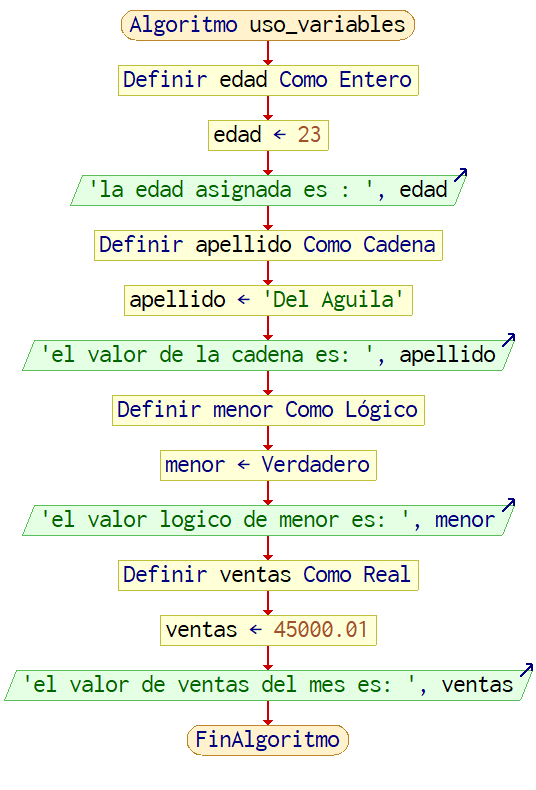 Algoritmo uso_variables
Definir edad Como Entero
edad ← 23
'la edad asignada es : ', edad
Definir apellido Como Cadena
apellido ← 'Del Aguila'
'el valor de la cadena es: ', apellido
Definir menor Como Lógico
menor ← Verdadero
'el valor logico de menor es: ', menor
Definir ventas Como Real
ventas ← 45000.01
'el valor de ventas del mes es: ', ventas
FinAlgoritmo